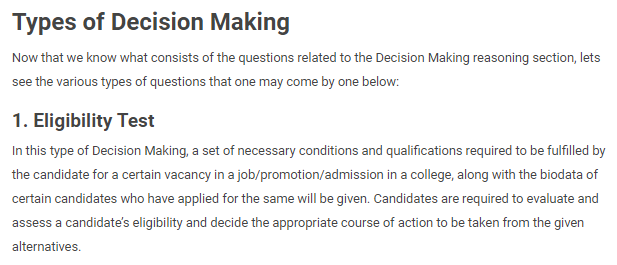 Types of Decision Making
Now that we know what consists of the questions related to the Decision Making reasoning section, lets
see the various types of questions that one may come by one below:
1. Eligibility Test
In this type of Decision Making, a set of necessary conditions and qualifications required to be fulfilled by
the candidate for a certain vacancy in a job/promotion/admission in a college, along with the biodata of
certain candidates who have applied for the same will be given. Candidates are required to evaluate and
assess a candidate’s eligibility and decide the appropriate course of action to be taken from the given
alternatives.